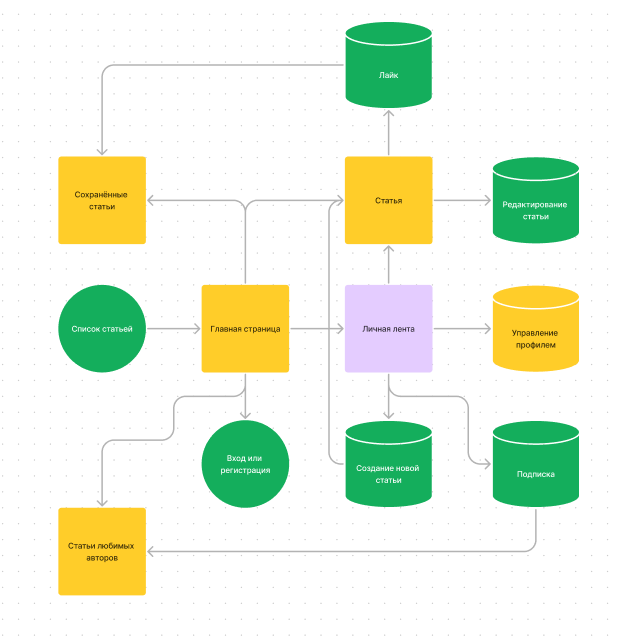 Лайк
Сохранённые
статьи
Статья
Редактирование
статьи
Список статьей
Главная страница
Личная лента
Управление
профилем
Вход или
регистрация
Создание новой
статьи
Подписка
Статьи любимых
авторов